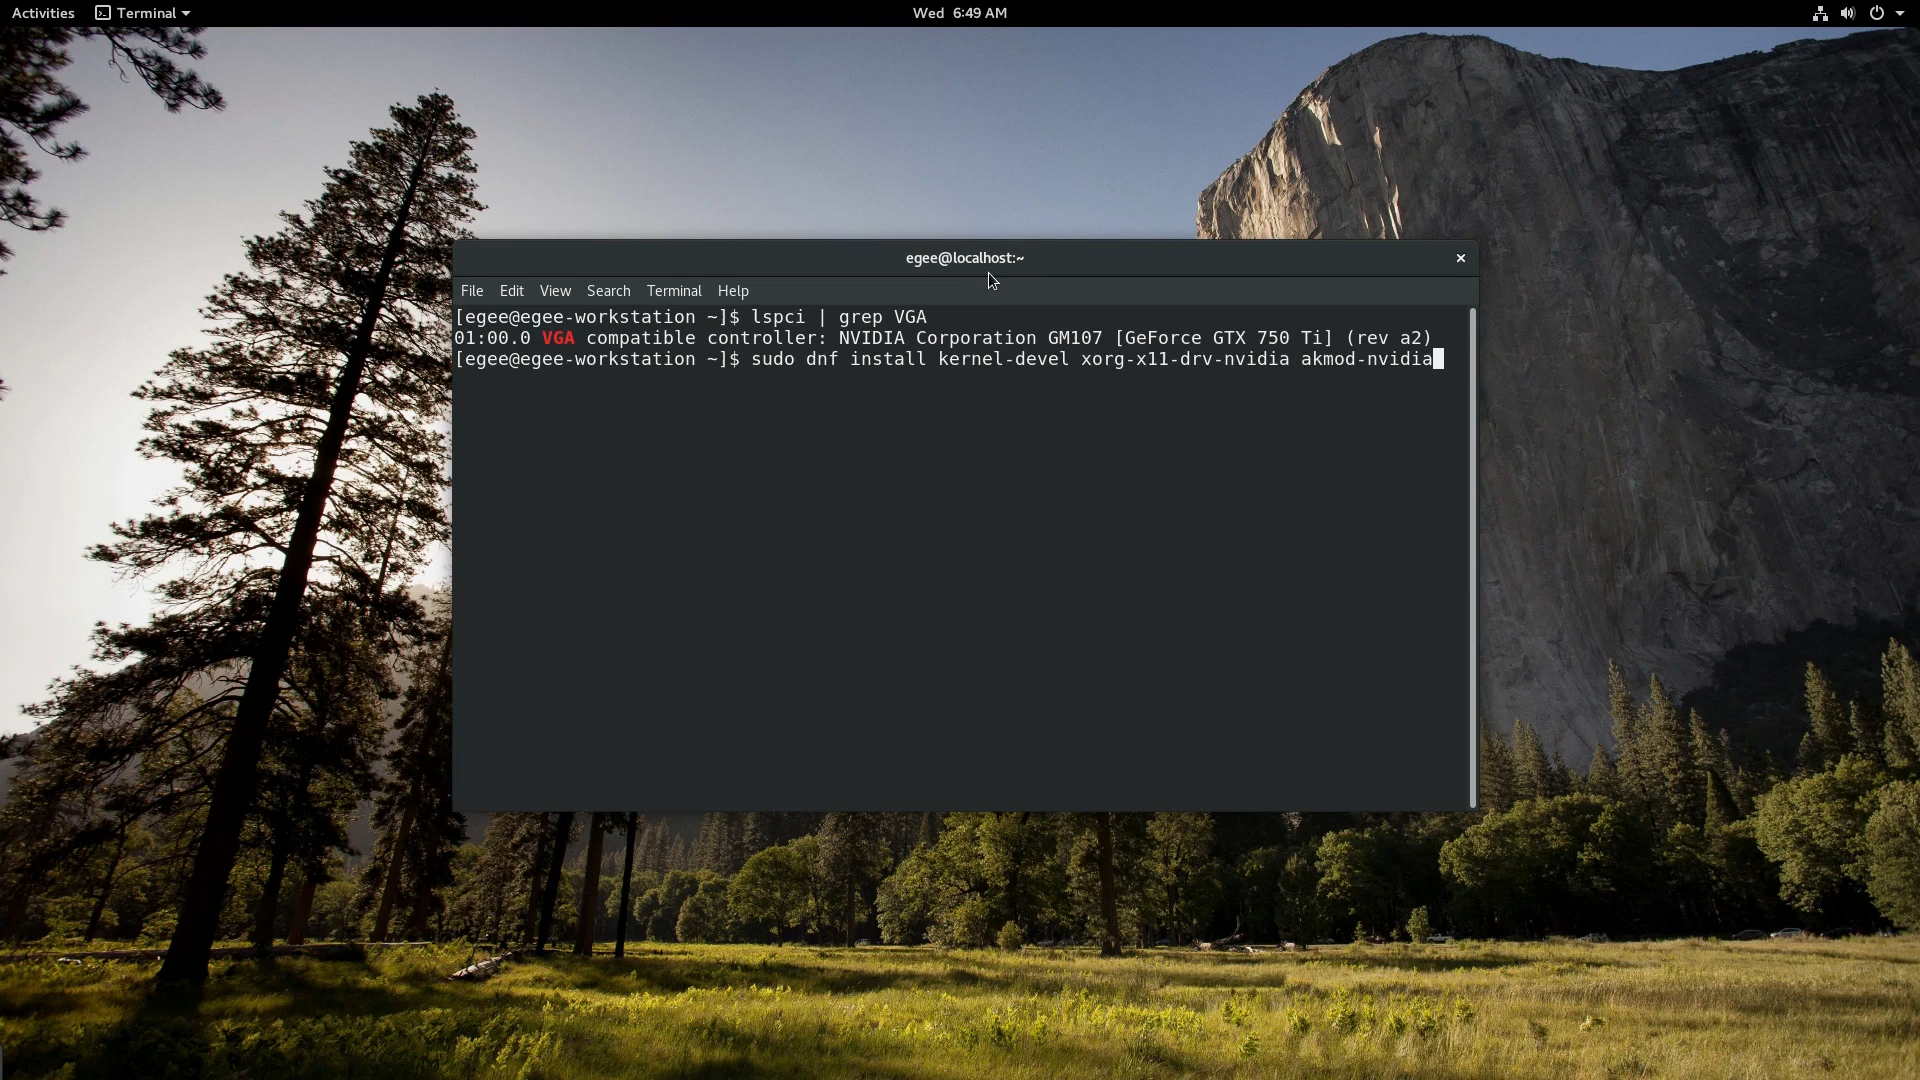 Activities Terminal Wed 6:49 AM
egee@localhost:~
File Edit View Search Terminal Help
[egee@egee-workstation ~]$ lspci | grep VGA
01:00.0 VGA compatible controller: NVIDIA Corporation GM107 [GeForce GTX 750 Ti] (rev a2)
[egee@egee-workstation ~]$ sudo dnf install kernel-devel xorg-x11-drv-nvidia akmod-nvidia